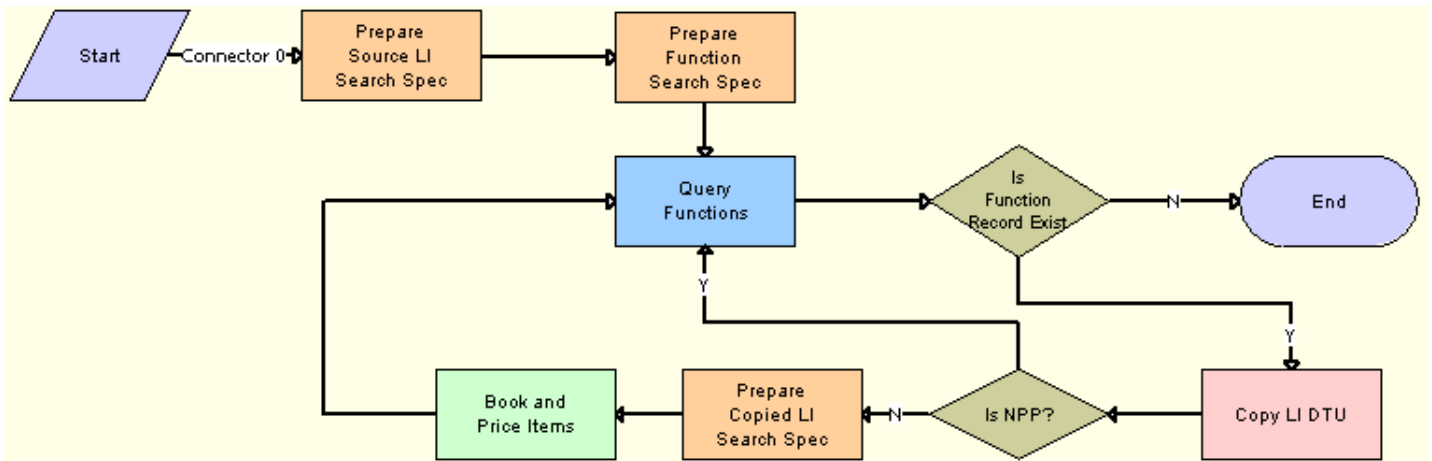 Start
Connector 0
Prepare
Source LI
Search Spec
Prepare
Function
Search Spec
Query
Functions
Is
Function
Record Exist
N
End
Y
Y
Book and
Price Items
Prepare
Copied LI
Search Spec
N
Is NPP?
Copy LI DTU